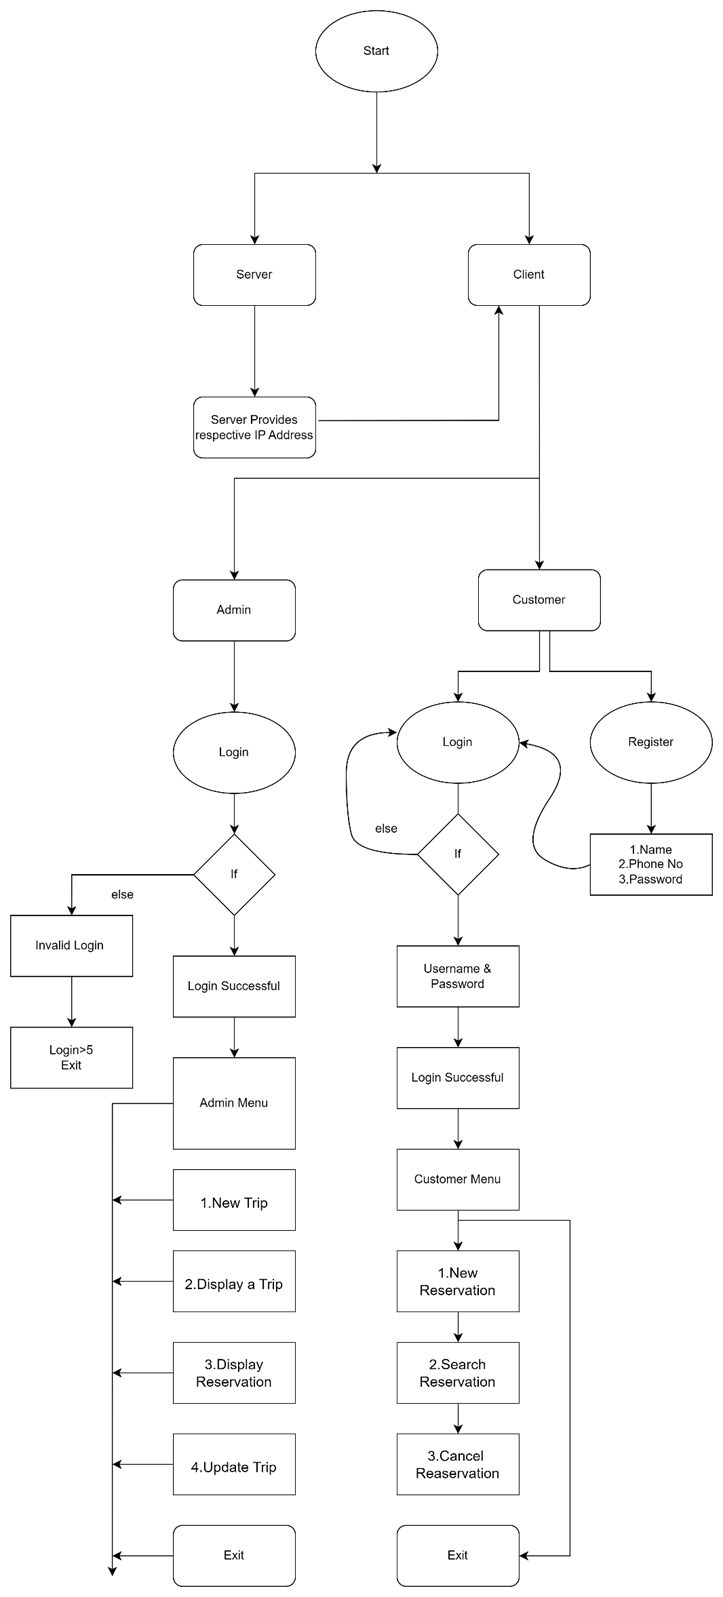 Start
Server
Client
Server Provides
respective IP Address
Admin
Customer
Login
Login
Register
else
If
If
1.Name
2.Phone No
3.Password
else
Invalid Login
Login Successful
Username &
Password
Login>5
Exit
Login Successful
Admin Menu
Customer Menu
1.New Trip
1.New
Reservation
2.Display a Trip
2.Search
Reservation
3.Display
Reservation
3.Cancel
Reaservation
4.Update Trip
Exit
Exit